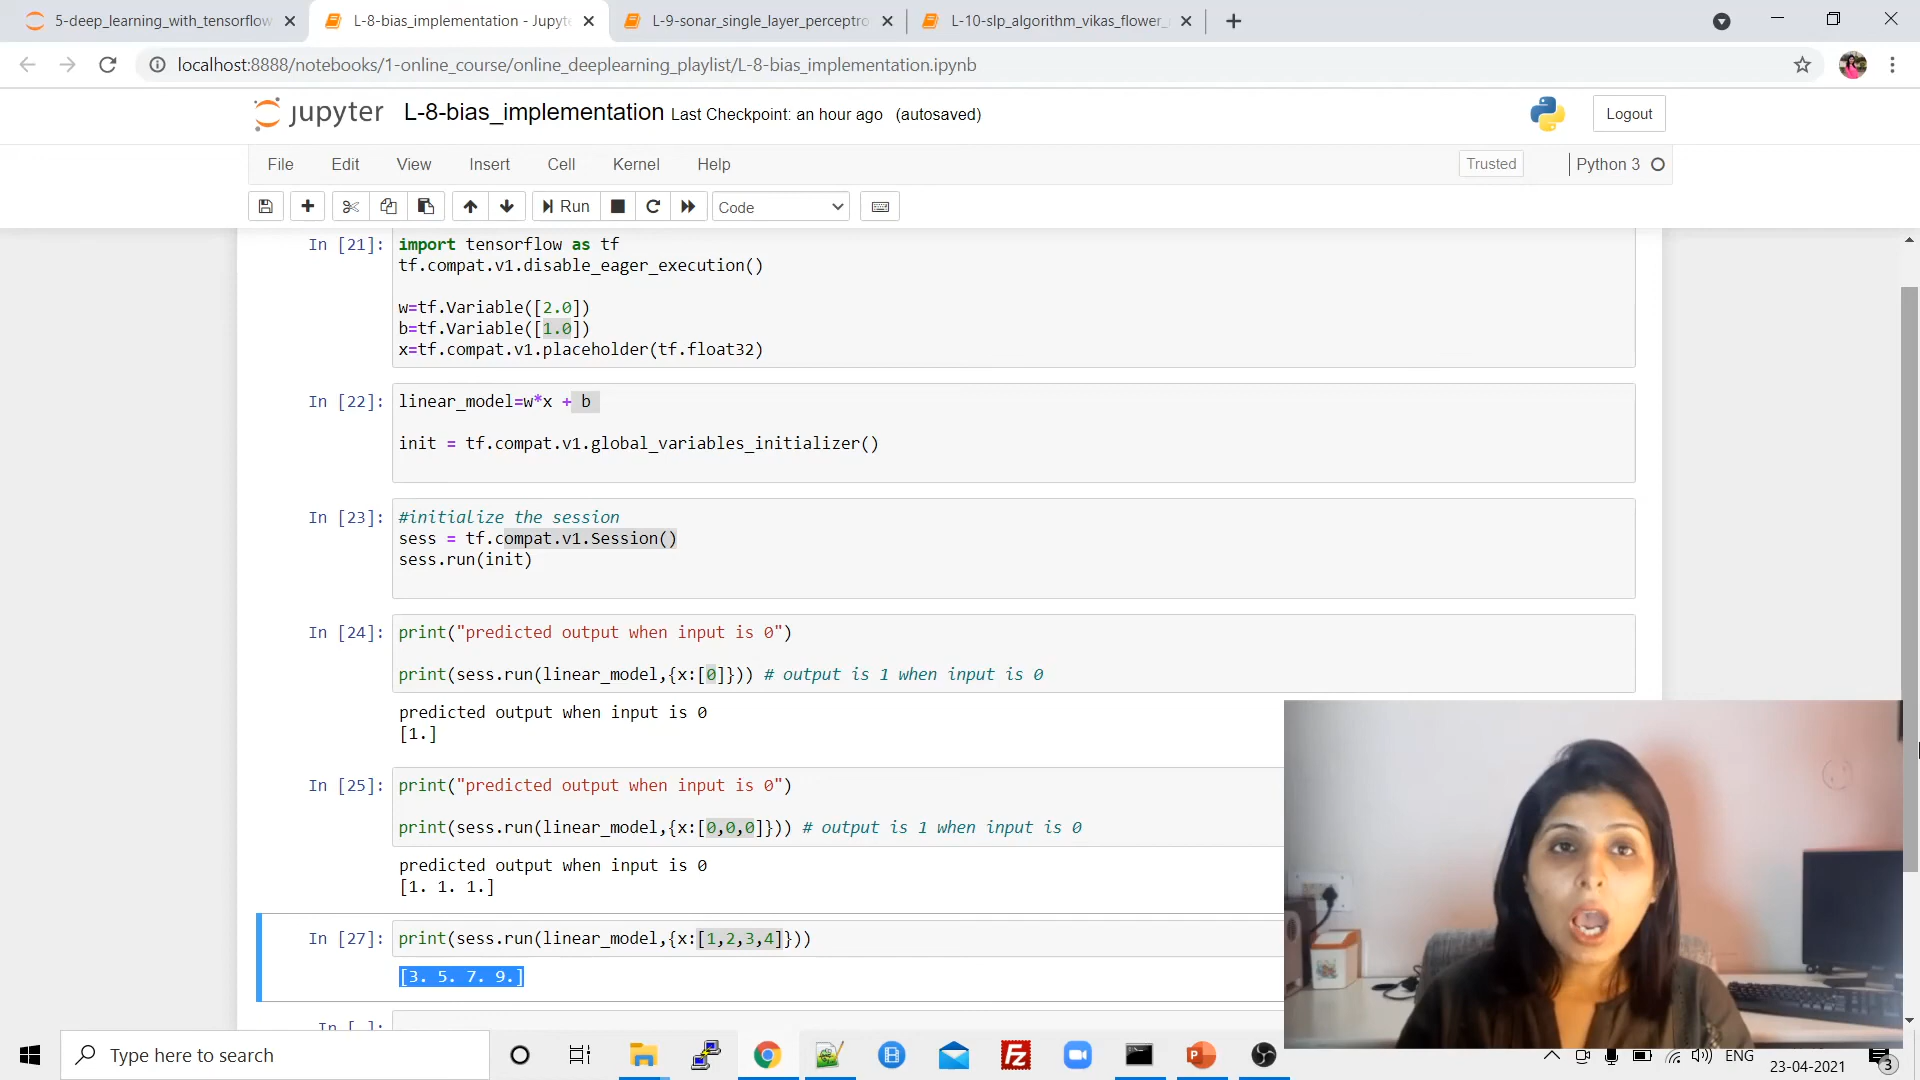 5-deep_learning_with_tensorflow
L-8-bias_implementation - Jupyte
L-9-sonar_single_layer_perceptro
L-10-slp_algorithm_vikas_flower_
localhost:8888/notebooks/1-online_course/online_deeplearning_playlist/L-8-bias_implementation.ipynb
jupyter L-8-bias_implementation Last Checkpoint: an hour ago (autosaved)
Logout
File Edit View Insert Cell Kernel Help
Trusted
Python 3
Run
Code
In [21]: import tensorflow as tf
tf.compat.v1.disable_eager_execution()
w=tf.Variable([2.0])
b=tf.Variable([1.0])
x=tf.compat.v1.placeholder(tf.float32)
In [22]: linear_model=w*x + b
init = tf.compat.v1.global_variables_initializer()
In [23]: #initialize the session
sess = tf.compat.v1.Session()
sess.run(init)
In [24]: print("predicted output when input is 0")
print(sess.run(linear_model,{x:[0]})) # output is 1 when input is 0
predicted output when input is 0
[1.]
In [25]: print("predicted output when input is 0")
print(sess.run(linear_model,{x:[0,0,0]})) # output is 1 when input is 0
predicted output when input is 0
[1. 1. 1.]
In [27]: print(sess.run(linear_model,{x:[1,2,3,4]}))
[3. 5. 7. 9.]
In [ ]:
Type here to search
ENG
23-04-2021
3